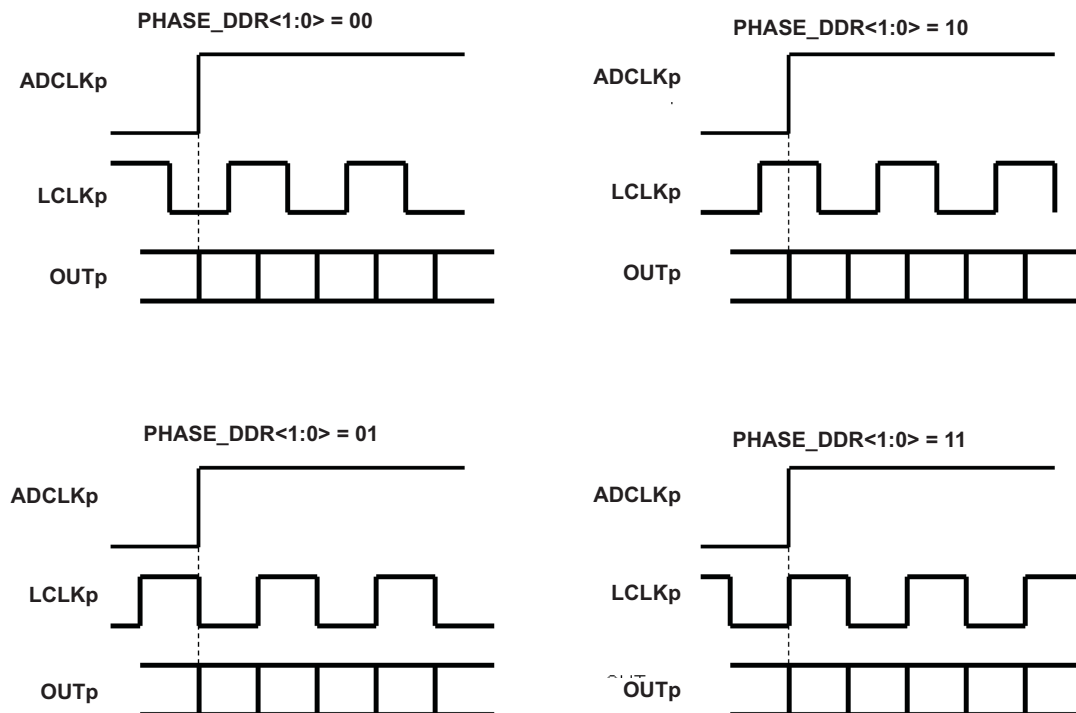 PHASE_DDR<1:0> = 00
ADCLKp
LCLKp
OUTp
PHASE_DDR<1:0> = 10
ADCLKp
LCLKp
OUTp
PHASE_DDR<1:0> = 01
ADCLKp
LCLKp
OUTp
PHASE_DDR<1:0> = 11
ADCLKp
LCLKp
OUTp